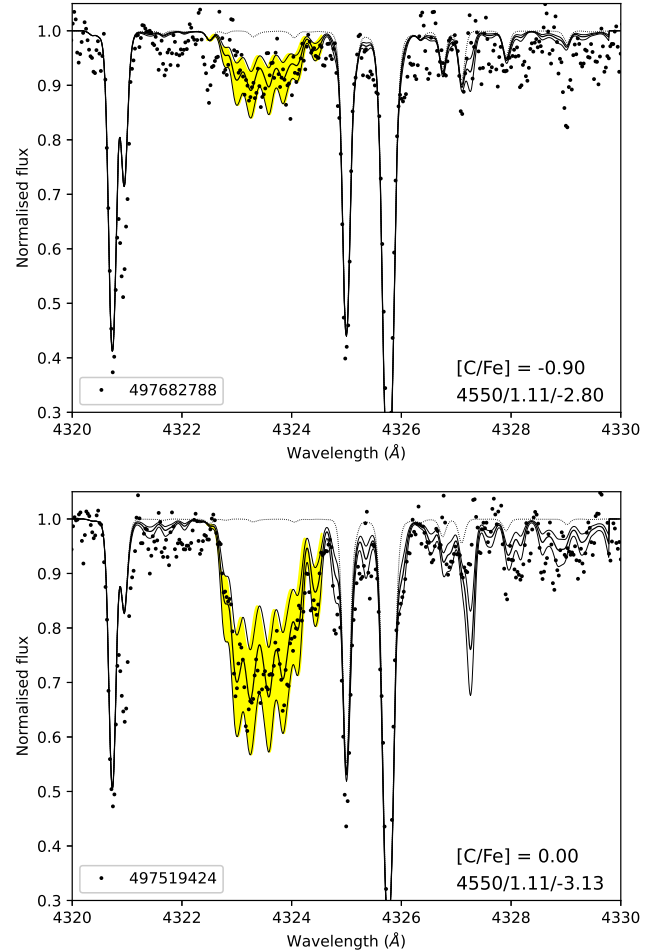 1.0
0.9
0.8
0.7
0.6
0.5
0.4
0.3
Normalised flux
497682788
[C/Fe] = -0.90
4550/1.11/-2.80
4320 4322 4324 4326 4328 4330
Wavelength (Å)
1.0
0.9
0.8
0.7
0.6
0.5
0.4
0.3
Normalised flux
497519424
[C/Fe] = 0.00
4550/1.11/-3.13
4320 4322 4324 4326 4328 4330
Wavelength (Å)